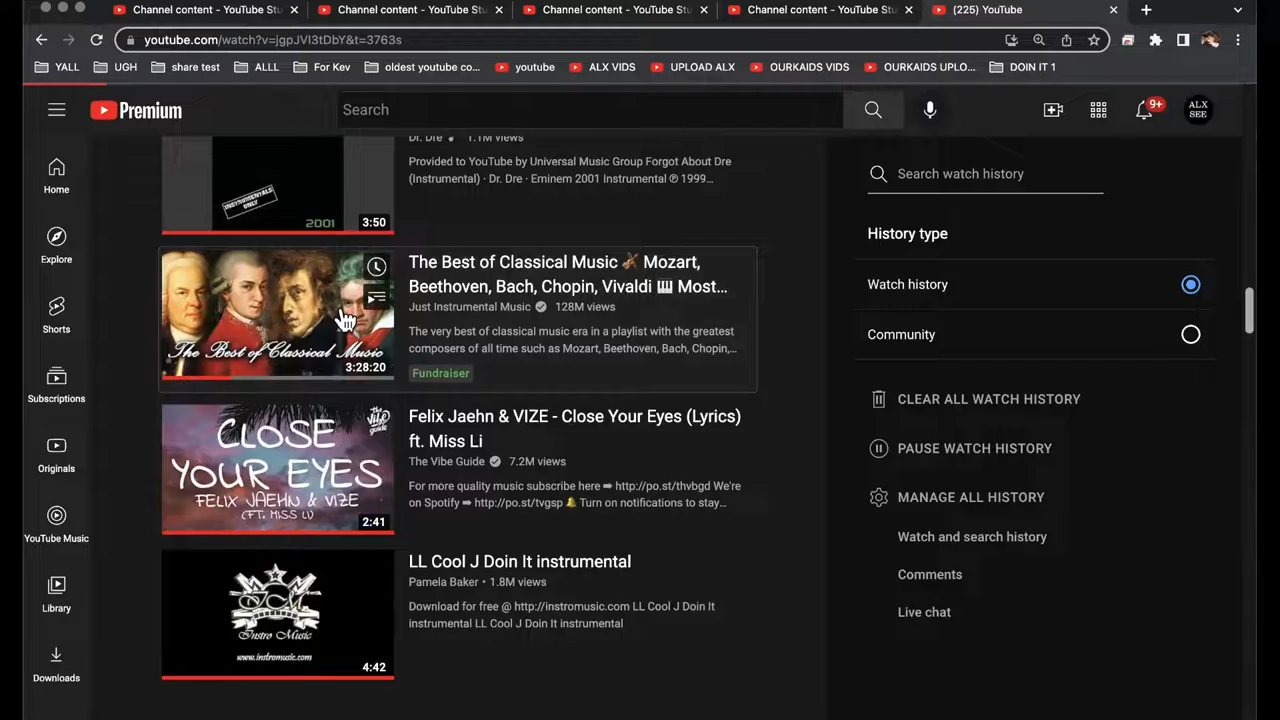 Channel content - YouTube Stu
Channel content - YouTube Stu
Channel content - YouTube Stu
Channel content - YouTube Stu
(225) YouTube
youtube.com/watch?v=jgpJVI3tDbY&t=3763s
YALL
UGH
share test
ALLL
For Kev
oldest youtube co...
youtube
ALX VIDS
UPLOAD ALX
OURKAIDS VIDS
OURKAIDS UPLO...
DOIN IT 1
Premium
Search
9+
ALX
SEE
Home
Explore
Shorts
Subscriptions
Originals
YouTube Music
Library
Downloads
Dr. Dre 1.1M views
Provided to YouTube by Universal Music Group Forgot About Dre
(Instrumental) · Dr. Dre · Eminem 2001 Instrumental ℗ 1999...
INSTRUMENTALS
ONLY
2001
3:50
The Best of Classical Music 🎻 Mozart,
Beethoven, Bach, Chopin, Vivaldi 🎹 Most...
Just Instrumental Music 128M views
The very best of classical music era in a playlist with the greatest
composers of all time such as Mozart, Beethoven, Bach, Chopin,...
Fundraiser
The Best of Classical Music
3:28:20
Felix Jaehn & VIZE - Close Your Eyes (Lyrics)
ft. Miss Li
The Vibe Guide 7.2M views
For more quality music subscribe here ➡ http://po.st/thvbgd We're
on Spotify ➡ http://po.st/tvgsp 🔔 Turn on notifications to stay...
the Vibe guide
CLOSE
YOUR EYES
FELIX JAEHN & VIZE
(FT. MISS LI)
2:41
LL Cool J Doin It instrumental
Pamela Baker • 1.8M views
Download for free @ http://instromusic.com LL Cool J Doin It
instrumental LL Cool J Doin It instrumental
Instro Music
www.instromusic.com
4:42
Search watch history
History type
Watch history
Community
CLEAR ALL WATCH HISTORY
PAUSE WATCH HISTORY
MANAGE ALL HISTORY
Watch and search history
Comments
Live chat